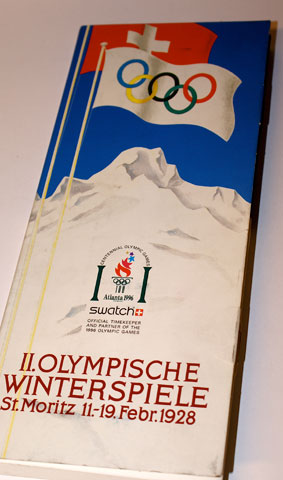 CENTENNIAL OLYMPIC GAMES
Atlanta 1996
swatch
OFFICIAL TIMEKEEPER
AND PARTNER OF THE
1996 OLYMPIC GAMES
II. OLYMPISCHE
WINTERSPIELE
St. Moritz 11.-19. Febr. 1928